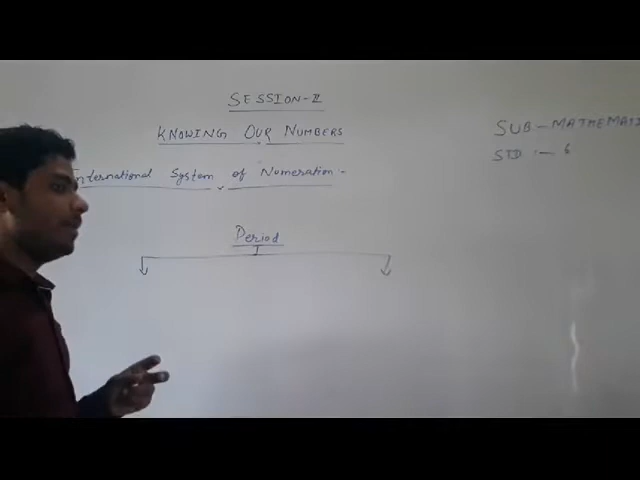 SESSION-II
KNOWING OUR NUMBERS
SUB-MATHEMATI
STD :- 6
International System of Numeration:-
Period